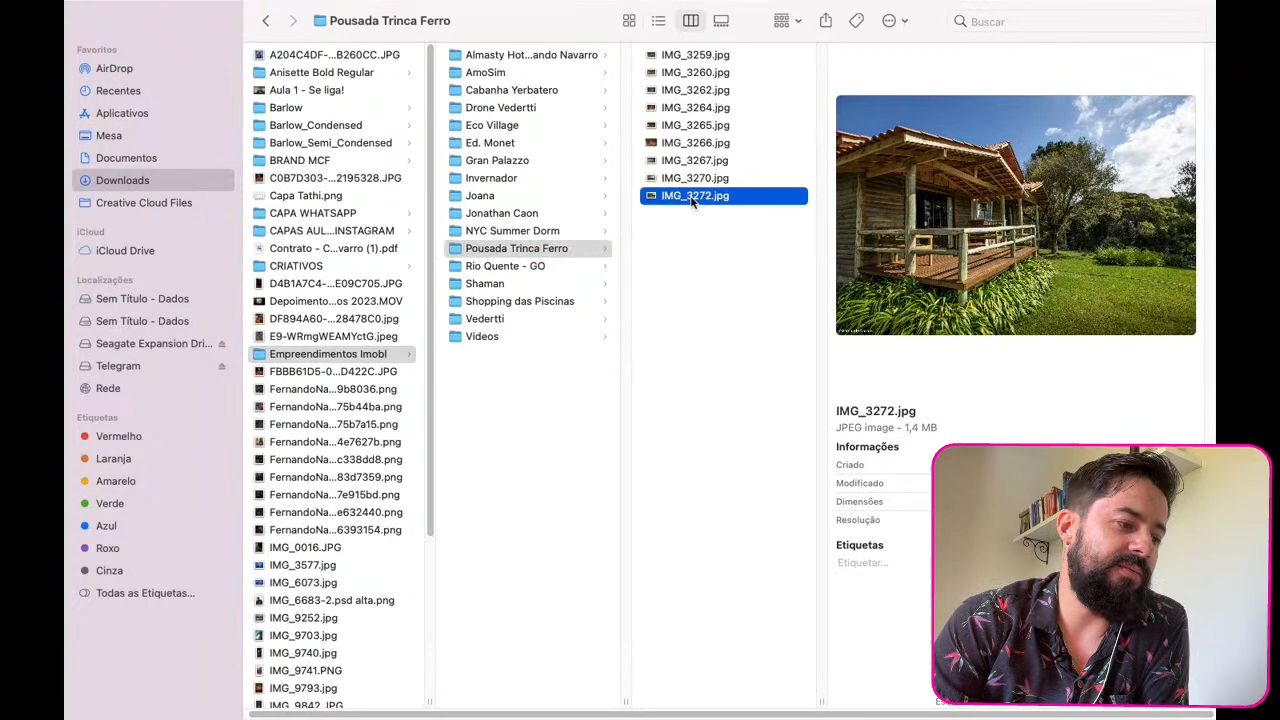 Pousada Trinca Ferro
Buscar
Favoritos
AirDrop
Recentes
Aplicativos
Mesa
Documentos
Downloads
Creative Cloud Files
iCloud
iCloud Drive
Localizações
Sem Título - Dados
Sem Título - Dados
Seagate Expansion Dri...
Telegram
Rede
Etiquetas
Vermelho
Laranja
Amarelo
Verde
Azul
Roxo
Cinza
Todas as Etiquetas...
A204C4DF-...B260CC.JPG
Anisette Bold Regular
Aula 1 - Se liga!
Barlow
Barlow_Condensed
Barlow_Semi_Condensed
BRAND MCF
C0B7D303-...2195328.JPG
Capa Tathi.png
CAPA WHATSAPP
CAPAS AUL...INSTAGRAM
Contrato - C...varro (1).pdf
CRIATIVOS
D4B1A7C4-...E09C705.JPG
Depoimento...os 2023.MOV
DF894A60-...28478C0.jpg
E9-WRmgWEAMYctG.jpeg
Empreendimentos Imobl
FBBB61D5-0...D422C.JPG
FernandoNa...9b8036.png
FernandoNa...75b44ba.png
FernandoNa...75b7a15.png
FernandoNa...4e7627b.png
FernandoNa...c338dd8.png
FernandoNa...83d7359.png
FernandoNa...7e915bd.png
FernandoNa...e632440.png
FernandoNa...6393154.png
IMG_0016.JPG
IMG_3577.jpg
IMG_6073.jpg
IMG_6683-2.psd alta.png
IMG_9252.jpg
IMG_9703.jpg
IMG_9740.jpg
IMG_9741.PNG
IMG_9793.jpg
IMG_9842.JPG
Almasty Hot...ando Navarro
AmoSim
Cabanha Yerbatero
Drone Vedertti
Eco Village
Ed. Monet
Gran Palazzo
Invernador
Joana
Jonathan Caon
NYC Summer Dorm
Pousada Trinca Ferro
Rio Quente - GO
Shaman
Shopping das Piscinas
Vedertti
Videos
IMG_3259.jpg
IMG_3260.jpg
IMG_3262.jpg
IMG_3264.jpg
IMG_3265.jpg
IMG_3266.jpg
IMG_3267.jpg
IMG_3270.jpg
IMG_3272.jpg
IMG_3272.jpg
JPEG image - 1,4 MB
Informações
Criado
Modificado
Dimensões
Resolução
Etiquetas
Etiquetar...